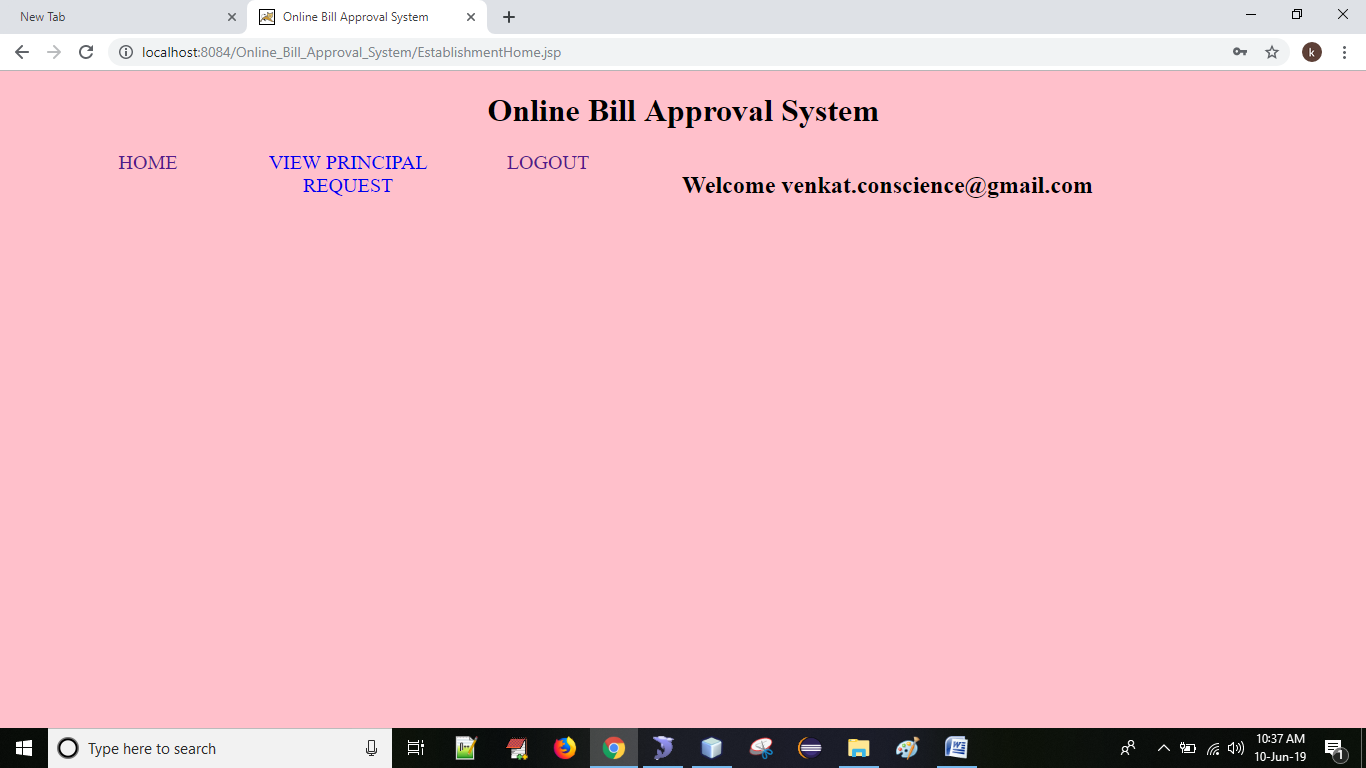 New Tab
Online Bill Approval System
localhost:8084/Online_Bill_Approval_System/EstablishmentHome.jsp
k
Online Bill Approval System
HOME
VIEW PRINCIPAL
REQUEST
LOGOUT
Welcome venkat.conscience@gmail.com
Type here to search
10:37 AM
10-Jun-19
1